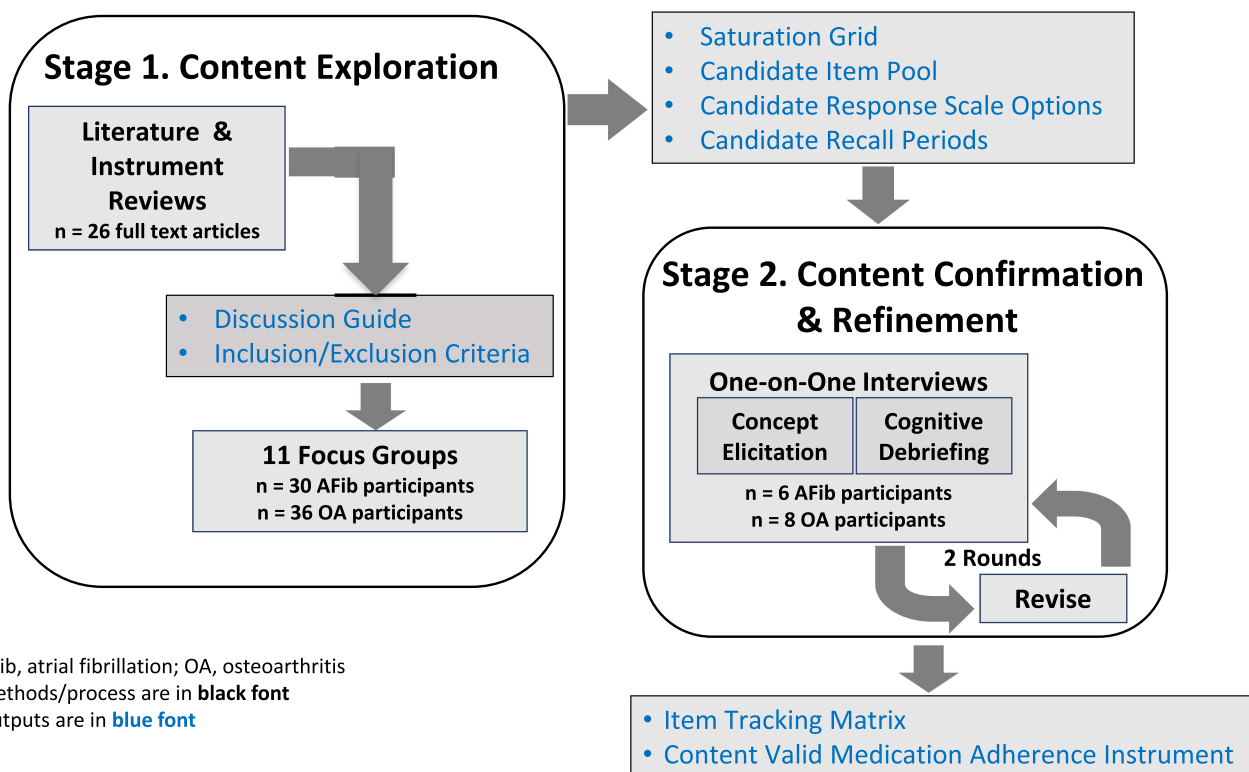 Stage 1. Content Exploration
Literature &
Instrument
Reviews
n = 26 full text articles
• Discussion Guide
• Inclusion/Exclusion Criteria
11 Focus Groups
n = 30 AFib participants
n = 36 OA participants
• Saturation Grid
• Candidate Item Pool
• Candidate Response Scale Options
• Candidate Recall Periods
Stage 2. Content Confirmation
& Refinement
One-on-One Interviews
Concept
Elicitation
Cognitive
Debriefing
n = 6 AFib participants
n = 8 OA participants
2 Rounds
Revise
• Item Tracking Matrix
• Content Valid Medication Adherence Instrument
ib, atrial fibrillation; OA, osteoarthritis
ethods/process are in black font
utputs are in blue font